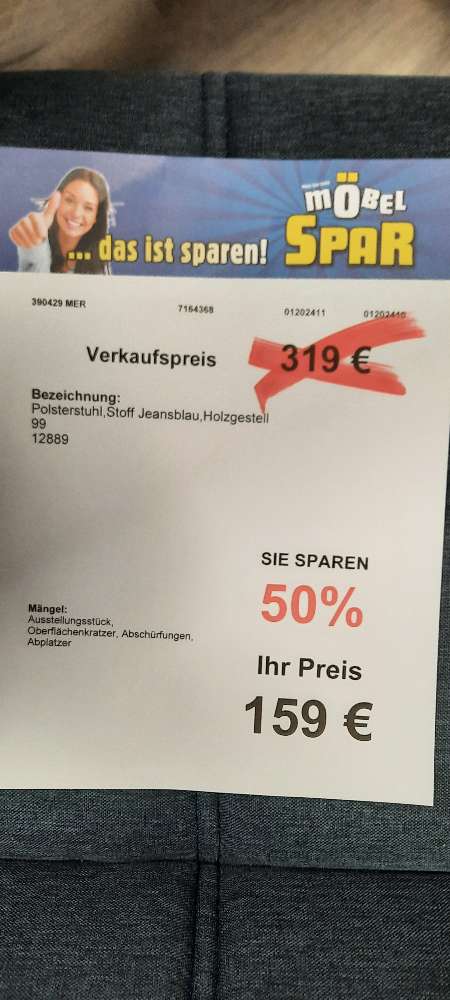 MÖBEL
SPAR
... das ist sparen!
390429 MER 7164368 01202411 01202410
Verkaufspreis 319 €
Bezeichnung:
Polsterstuhl,Stoff Jeansblau,Holzgestell
99
12889
SIE SPAREN
50%
Mängel:
Ausstellungsstück,
Oberflächenkratzer, Abschürfungen,
Abplatzer
Ihr Preis
159 €